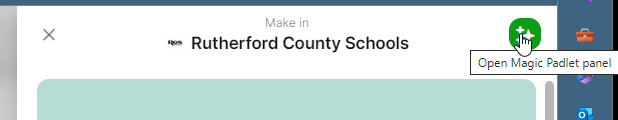 Make in
Rutherford County Schools
Open Magic Padlet panel